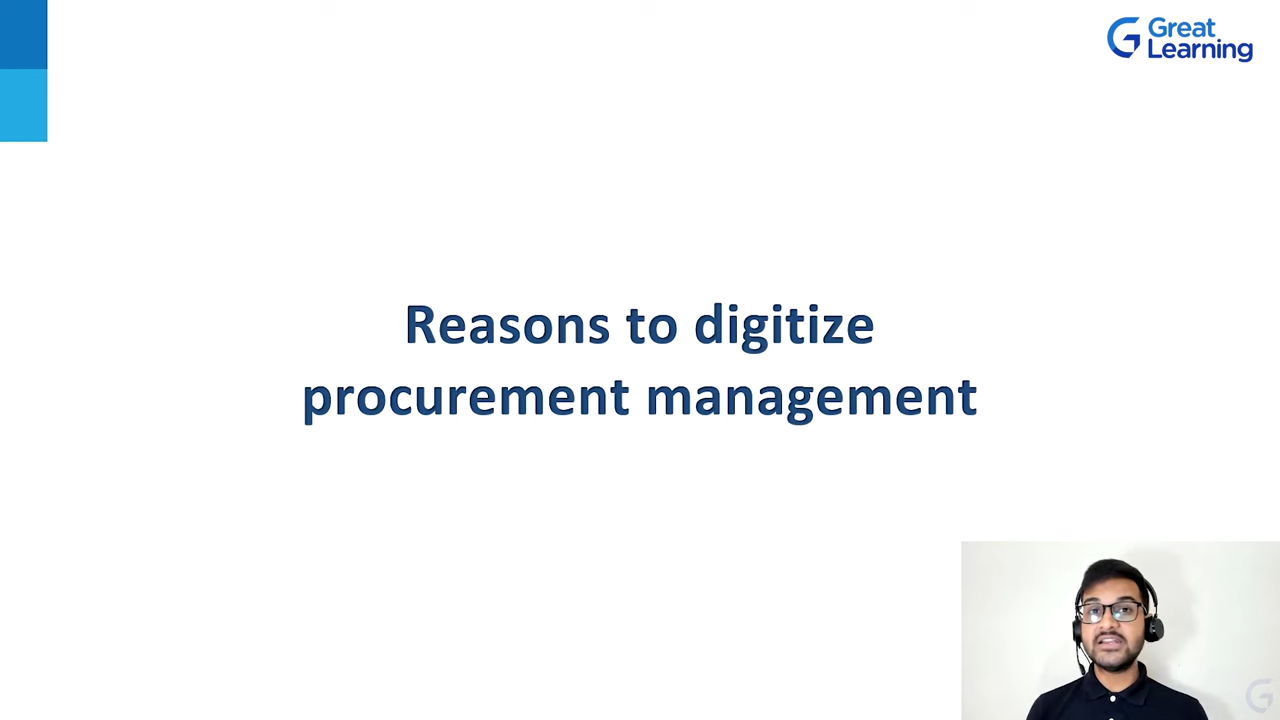 Great
Learning
Reasons to digitize
procurement management